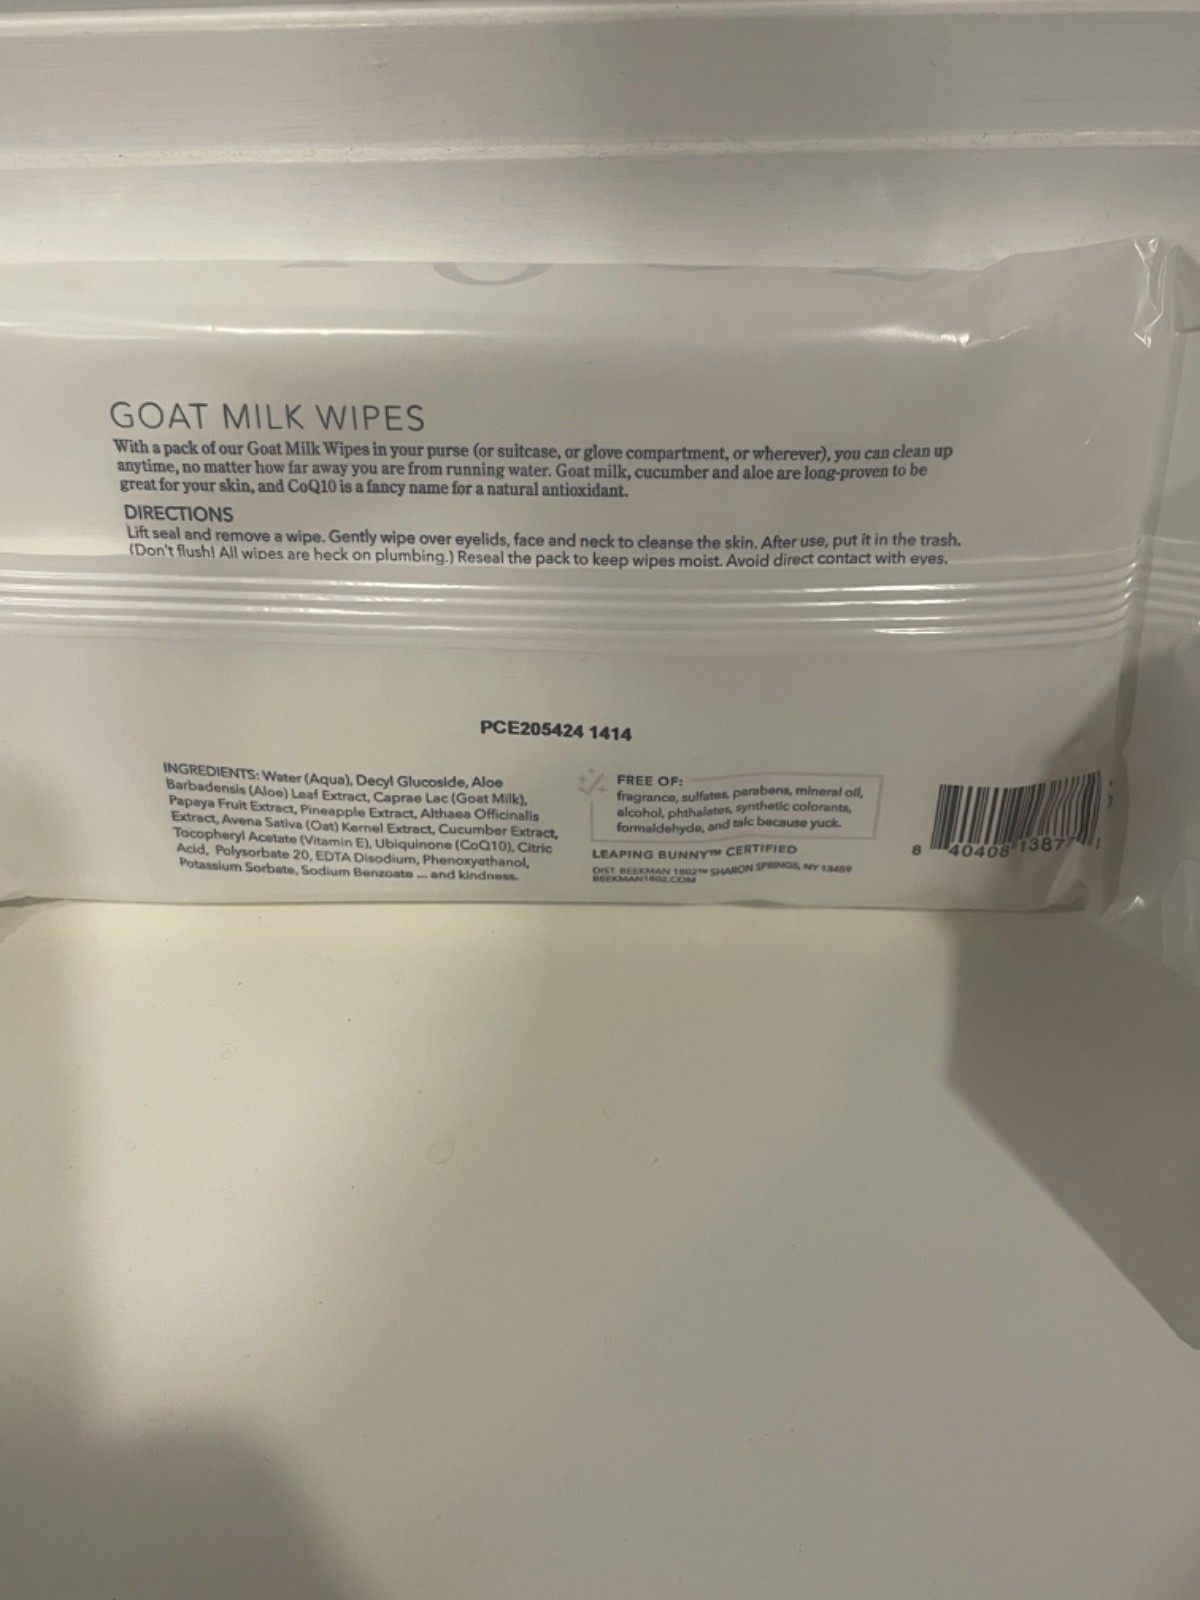 GOAT MILK WIPES
With a pack of our Goat Milk Wipes in your purse (or suitcase, or glove compartment, or wherever), you can clean up
anytime, no matter how far away you are from running water. Goat milk, cucumber and aloe are long-proven to be
great for your skin, and CoQ10 is a fancy name for a natural antioxidant.
DIRECTIONS
Lift seal and remove a wipe. Gently wipe over eyelids, face and neck to cleanse the skin. After use, put it in the trash.
(Don't flush! All wipes are heck on plumbing.) Reseal the pack to keep wipes moist. Avoid direct contact with eyes.
PCE205424 1414
INGREDIENTS: Water (Aqua), Decyl Glucoside, Aloe
Barbadensis (Aloe) Leaf Extract, Caprae Lac (Goat Milk),
Papaya Fruit Extract, Pineapple Extract, Althaea Officinalis
Extract, Avena Sativa (Oat) Kernel Extract, Cucumber Extract,
Tocopheryl Acetate (Vitamin E), Ubiquinone (CoQ10), Citric
Acid, Polysorbate 20, EDTA Disodium, Phenoxyethanol,
Potassium Sorbate, Sodium Benzoate ... and kindness.
FREE OF:
fragrance, sulfates, parabens, mineral oil,
alcohol, phthalates, synthetic colorants,
formaldehyde, and talc because yuck.
LEAPING BUNNY™ CERTIFIED
DIST. BEEKMAN 1802™ SHARON SPRINGS, NY 13459
BEEKMAN1802.COM
8 40408 13877